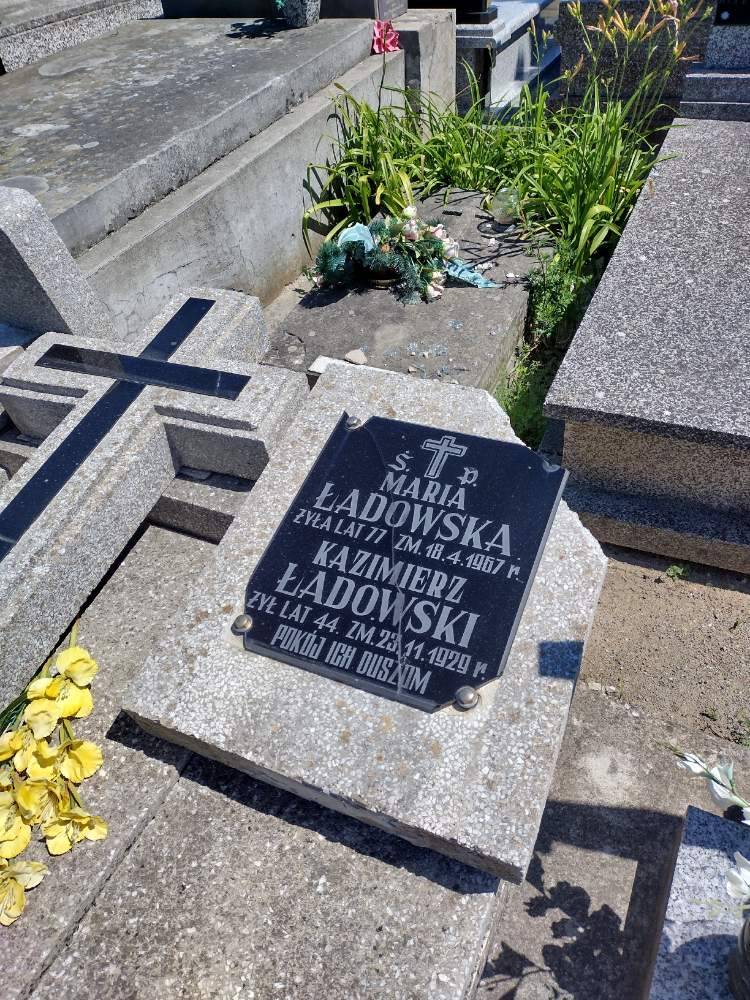 Ś. P.
MARIA
ŁADOWSKA
ŻYŁA LAT 77 ZM. 18.4.1967 r.
KAZIMIERZ
ŁADOWSKI
ŻYŁ LAT 44. ZM. 23.11.1929 r.
POKÓJ ICH DUSZOM